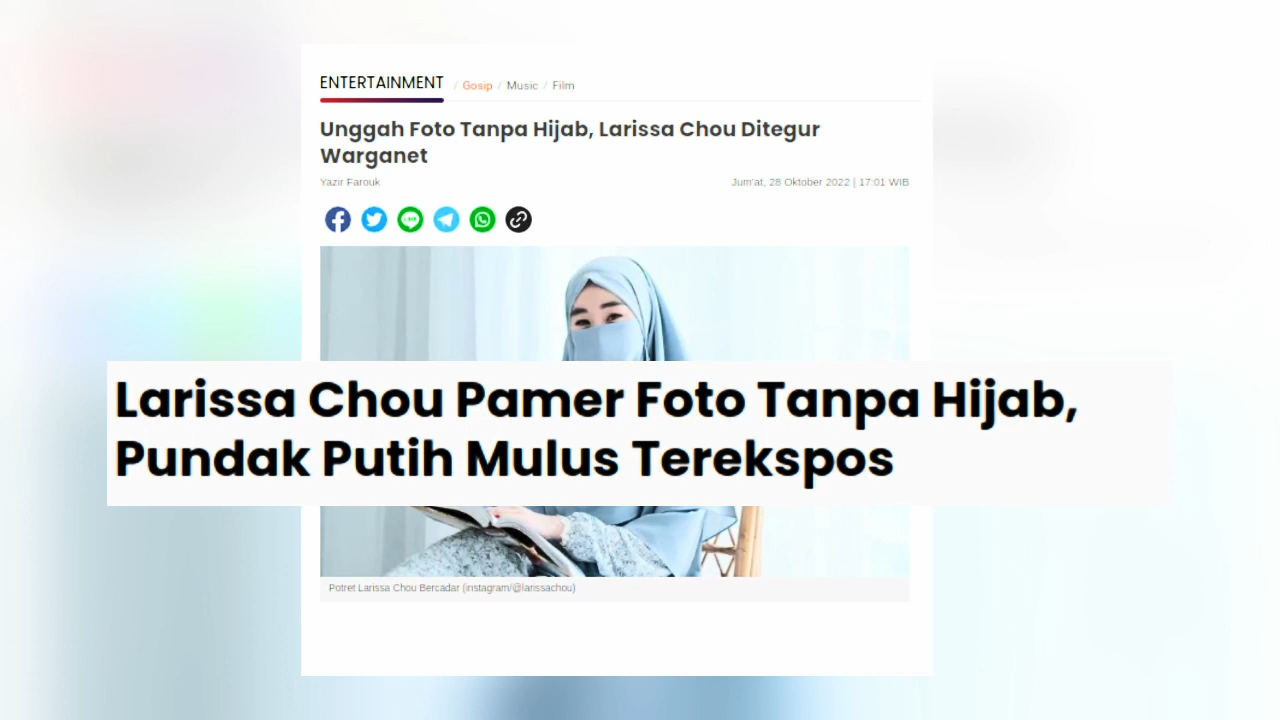 ENTERTAINMENT / Gosip / Music / Film
Unggah Foto Tanpa Hijab, Larissa Chou Ditegur
Warganet
Yazir Farouk Jum'at, 28 Oktober 2022 | 17:01 WIB
Larissa Chou Pamer Foto Tanpa Hijab,
Pundak Putih Mulus Terekspos
Potret Larissa Chou Bercadar (instagram/@larissachou)